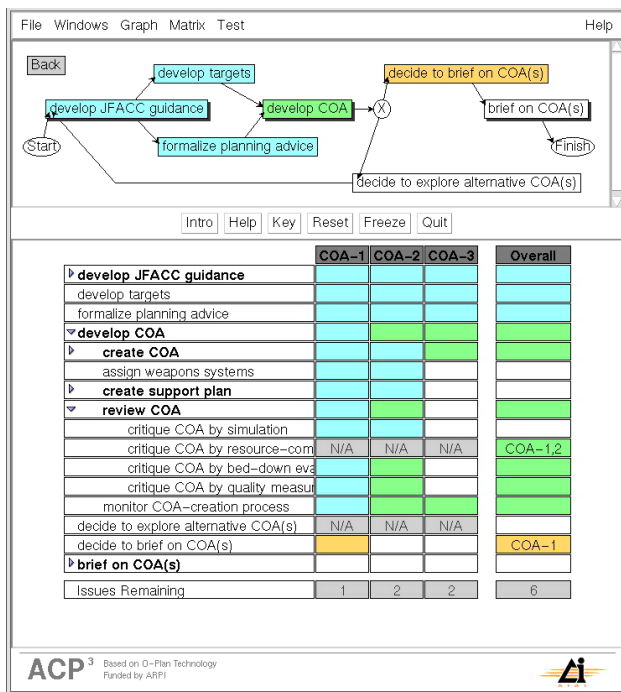 File Windows Graph Matrix Test Help
Back
develop targets
decide to brief on COA(s)
develop JFACC guidance
develop COA
X
brief on COA(s)
Start
formalize planning advice
Finish
decide to explore alternative COA(s)
Intro Help Key Reset Freeze Quit
COA-1 COA-2 COA-3 Overall
develop JFACC guidance
develop targets
formalize planning advice
develop COA
create COA
assign weapons systems
create support plan
review COA
critique COA by simulation
critique COA by resource-com N/A N/A N/A COA-1,2
critique COA by bed-down eva
critique COA by quality measur
monitor COA-creation process
decide to explore alternative COA(s) N/A N/A N/A
decide to brief on COA(s) COA-1
brief on COA(s)
Issues Remaining 1 2 2 6
ACP3 Based on O-Plan Technology
Funded by ARPI